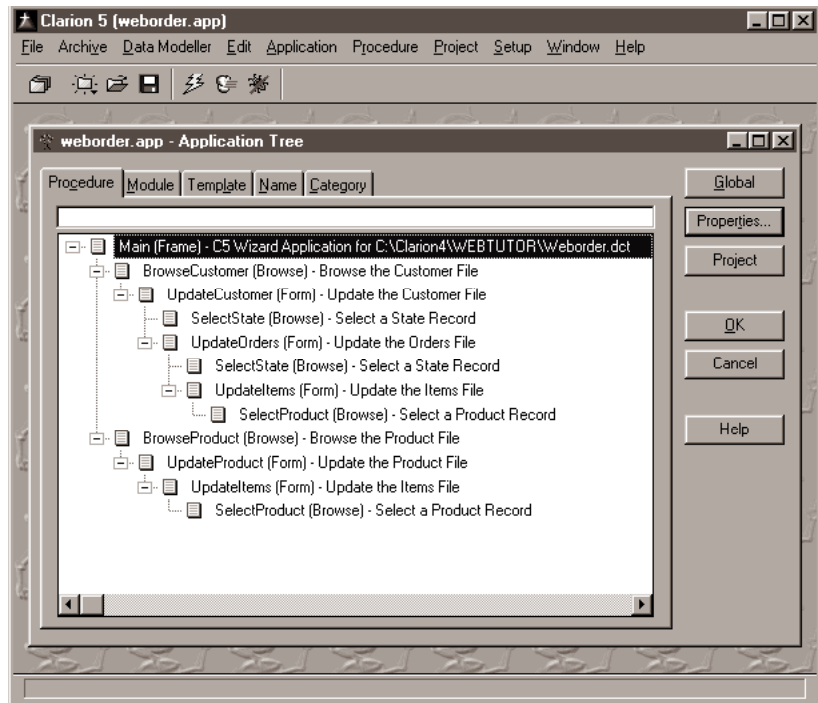 Clarion 5 (weborder.app)
File Archive Data Modeller Edit Application Procedure Project Setup Window Help
weborder.app - Application Tree
Procedure Module Template Name Category
Main (Frame) - C5 Wizard Application for C:\Clarion4\WEBTUTOR\Weborder.dct
BrowseCustomer (Browse) - Browse the Customer File
UpdateCustomer (Form) - Update the Customer File
SelectState (Browse) - Select a State Record
UpdateOrders (Form) - Update the Orders File
SelectState (Browse) - Select a State Record
UpdateItems (Form) - Update the Items File
SelectProduct (Browse) - Select a Product Record
BrowseProduct (Browse) - Browse the Product File
UpdateProduct (Form) - Update the Product File
UpdateItems (Form) - Update the Items File
SelectProduct (Browse) - Select a Product Record
Global
Properties...
Project
OK
Cancel
Help